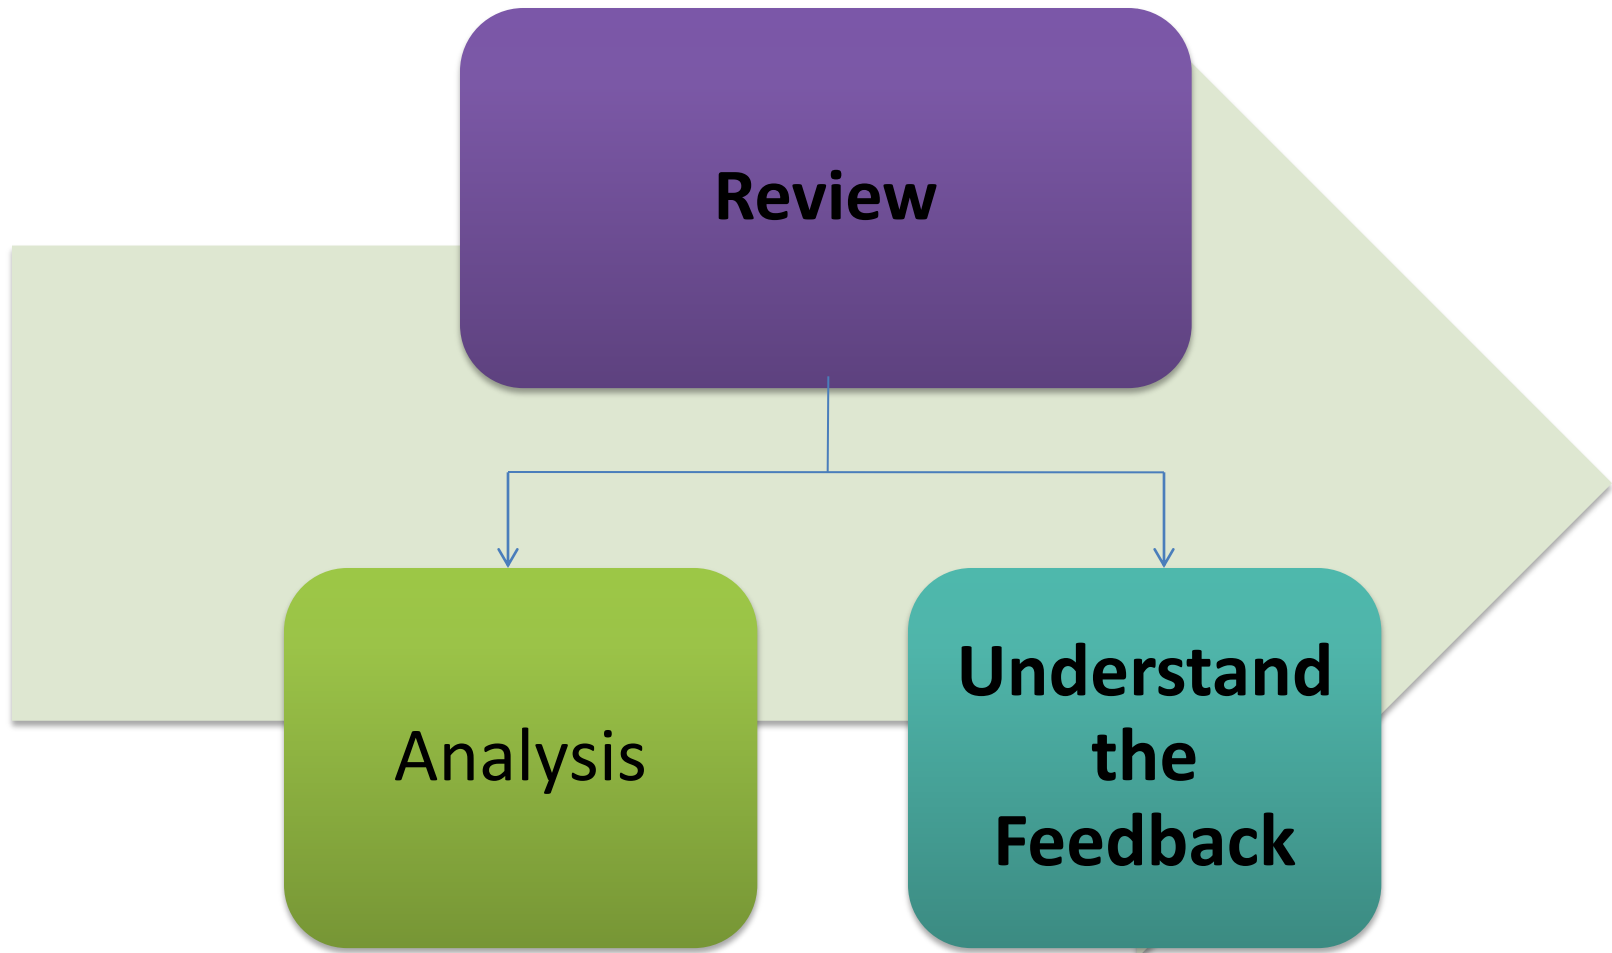 Review
Analysis
Understand
the
Feedback